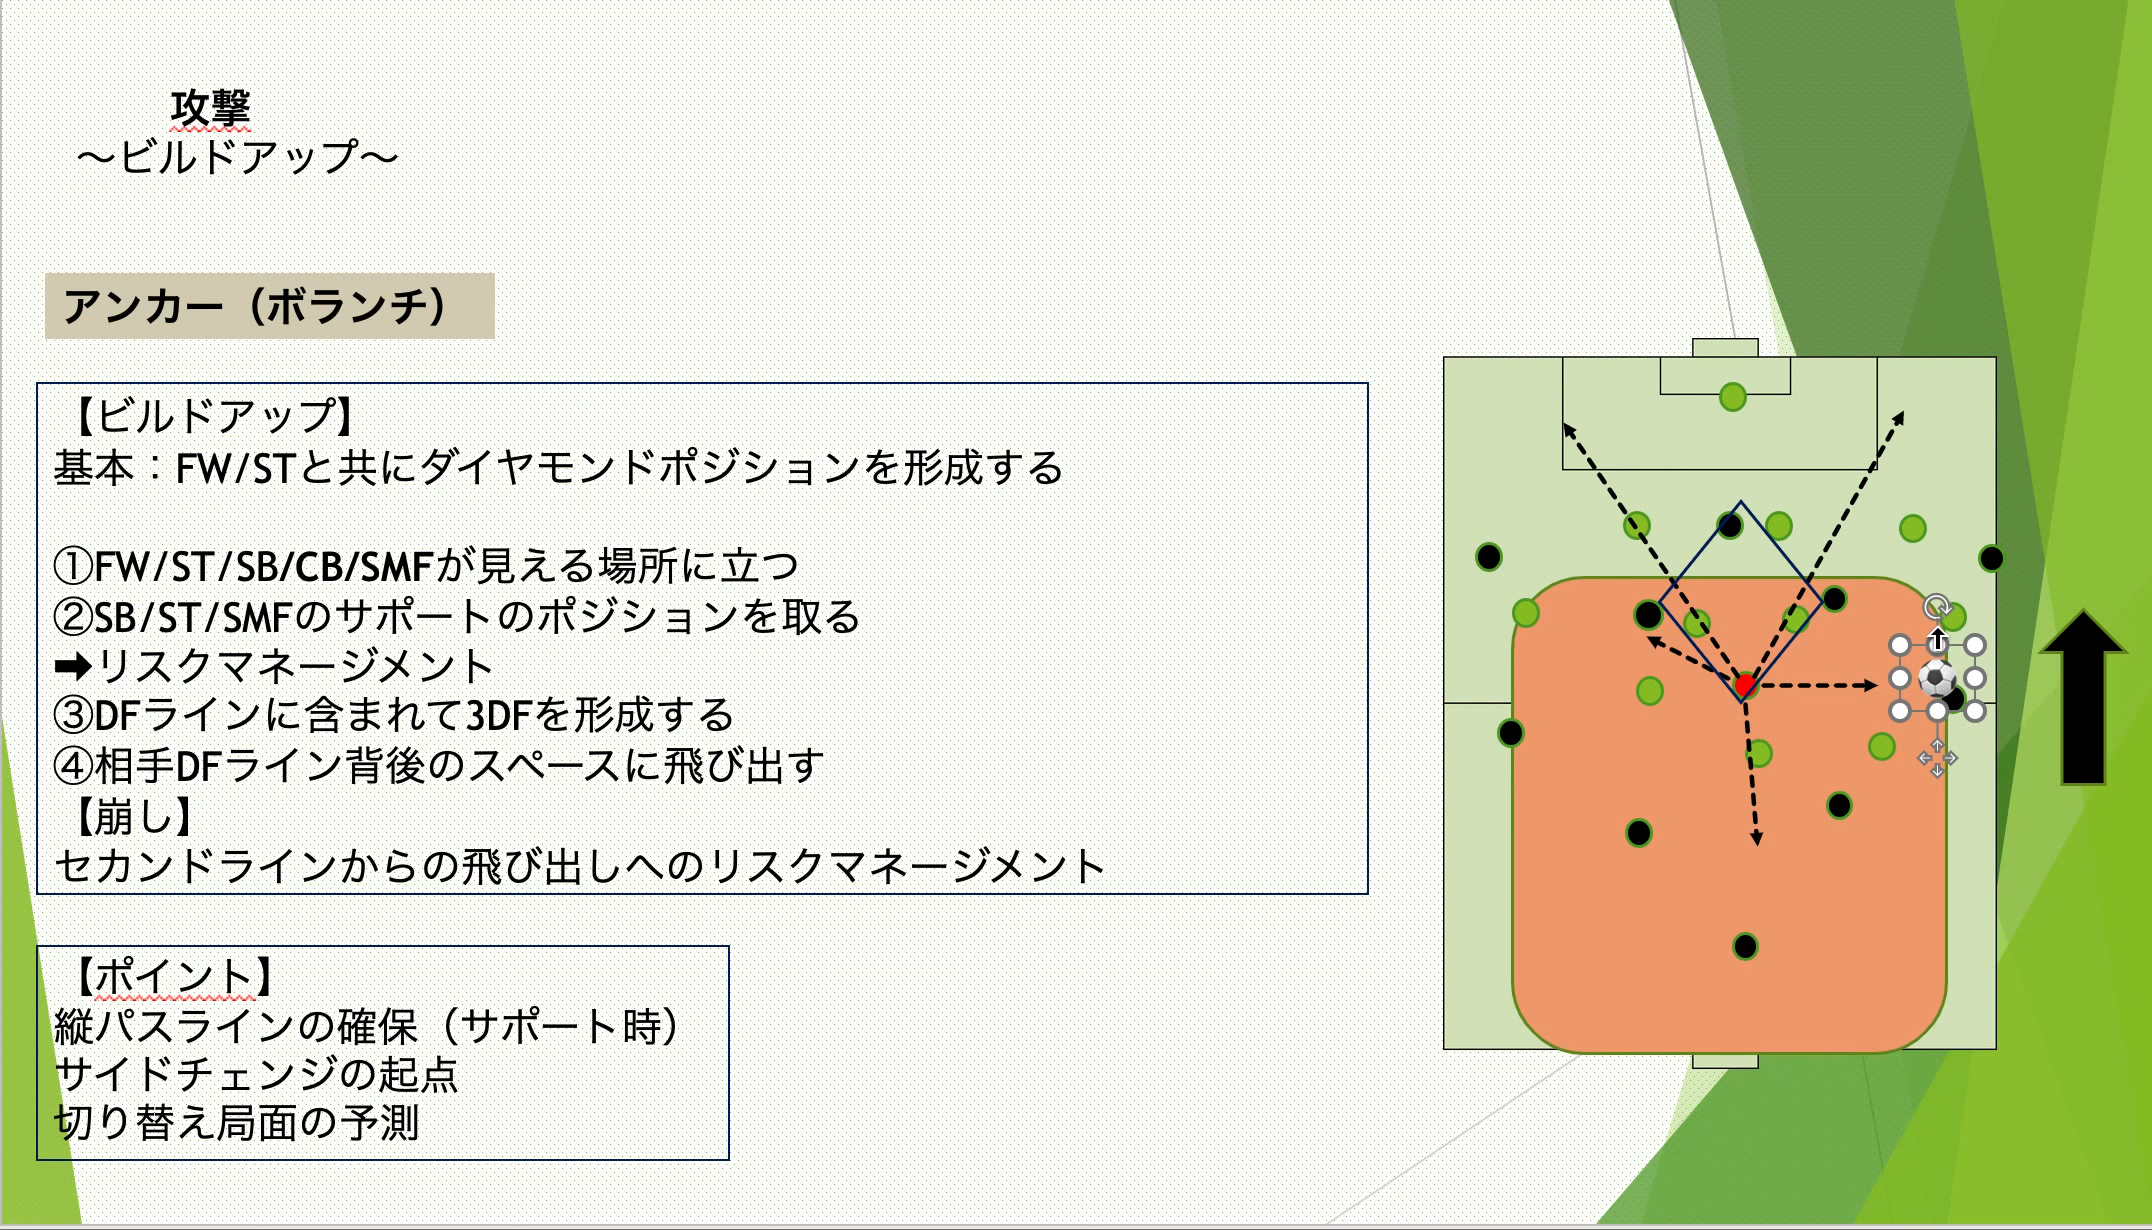 攻撃
～ビルドアップ～
アンカー（ボランチ）
【ビルドアップ】
基本：FW/STと共にダイヤモンドポジションを形成する
①FW/ST/SB/CB/SMFが見える場所に立つ
②SB/ST/SMFのサポートのポジションを取る
➡リスクマネージメント
③DFラインに含まれて3DFを形成する
④相手DFライン背後のスペースに飛び出す
【崩し】
セカンドラインからの飛び出しへのリスクマネージメント
【ポイント】
縦パスラインの確保（サポート時）
サイドチェンジの起点
切り替え局面の予測